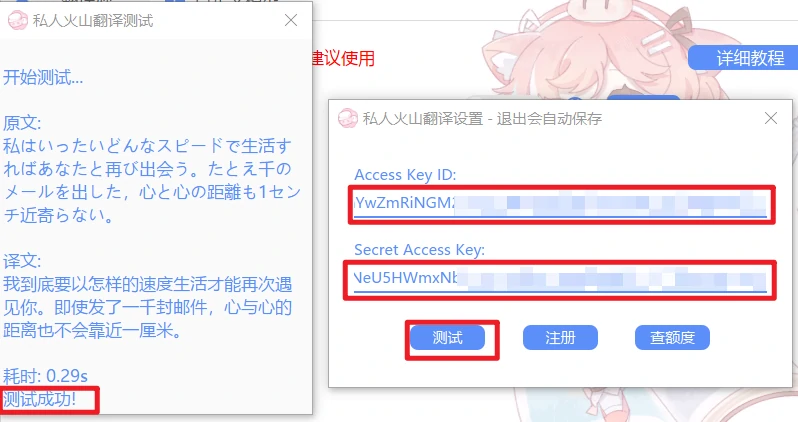 私人火山翻译测试
开始测试...
原文:
私はいったいどんなスピードで生活す
ればあなたと再び出会う。たとえ千の
メールを出した，心と心の距離も1セン
チ近寄らない。
译文:
我到底要以怎样的速度生活才能再次遇
见你。即使发了一千封邮件，心与心的
距离也不会靠近一厘米。
耗时: 0.29s
测试成功!
建议使用
详细教程
私人火山翻译设置 - 退出会自动保存
Access Key ID:
YwZmRiNGM
Secret Access Key:
NeU5HWmxNb
测试
注册
查额度